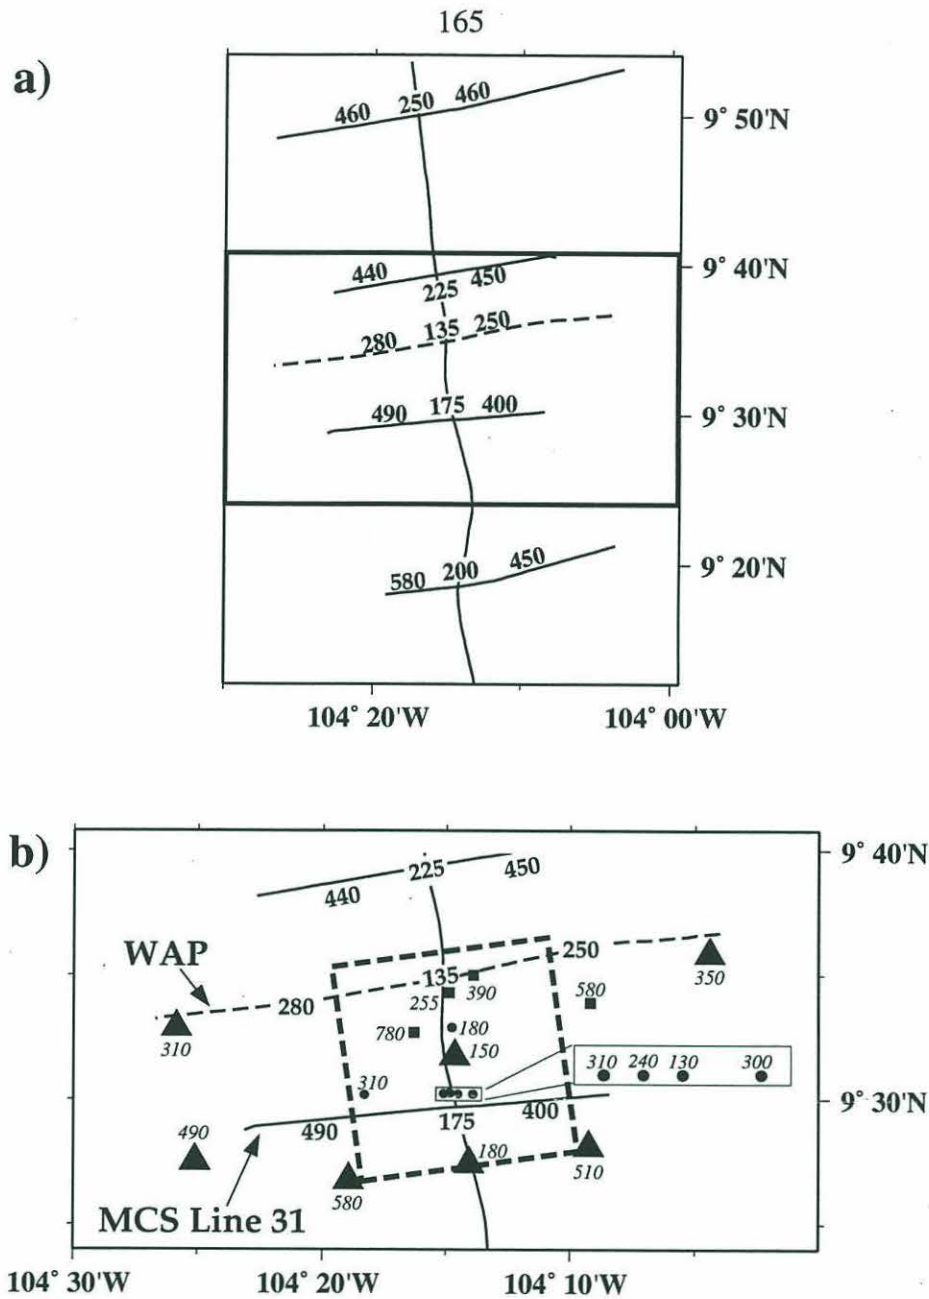 165
a)
460 250 460
9° 50'N
440 450
225
9° 40'N
280 135 250
490 175 400
9° 30'N
580 200 450
9° 20'N
104° 20'W 104° 00'W
b)
9° 40'N
440 225 450
WAP
280 135 250
255 390 580 350
310 780 180
150
310
310 240 130 300
9° 30'N
490 175 400
490 180
580 510
MCS Line 31
104° 30'W 104° 20'W 104° 10'W